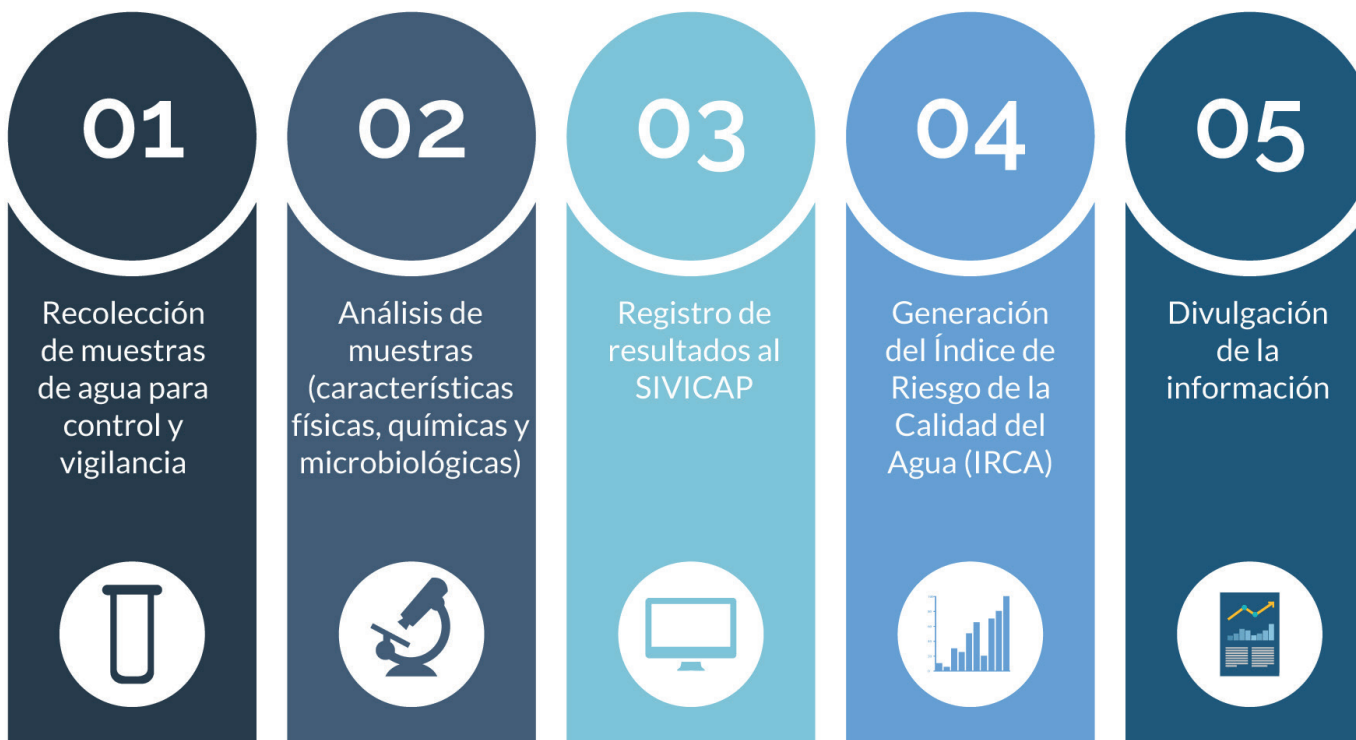 01
Recolección
de muestras
de agua para
control y
vigilancia
02
Análisis de
muestras
(características
físicas, químicas y
microbiológicas)
03
Registro de
resultados al
SIVICAP
04
Generación
del Índice de
Riesgo de la
Calidad del
Agua (IRCA)
05
Divulgación
de la
información